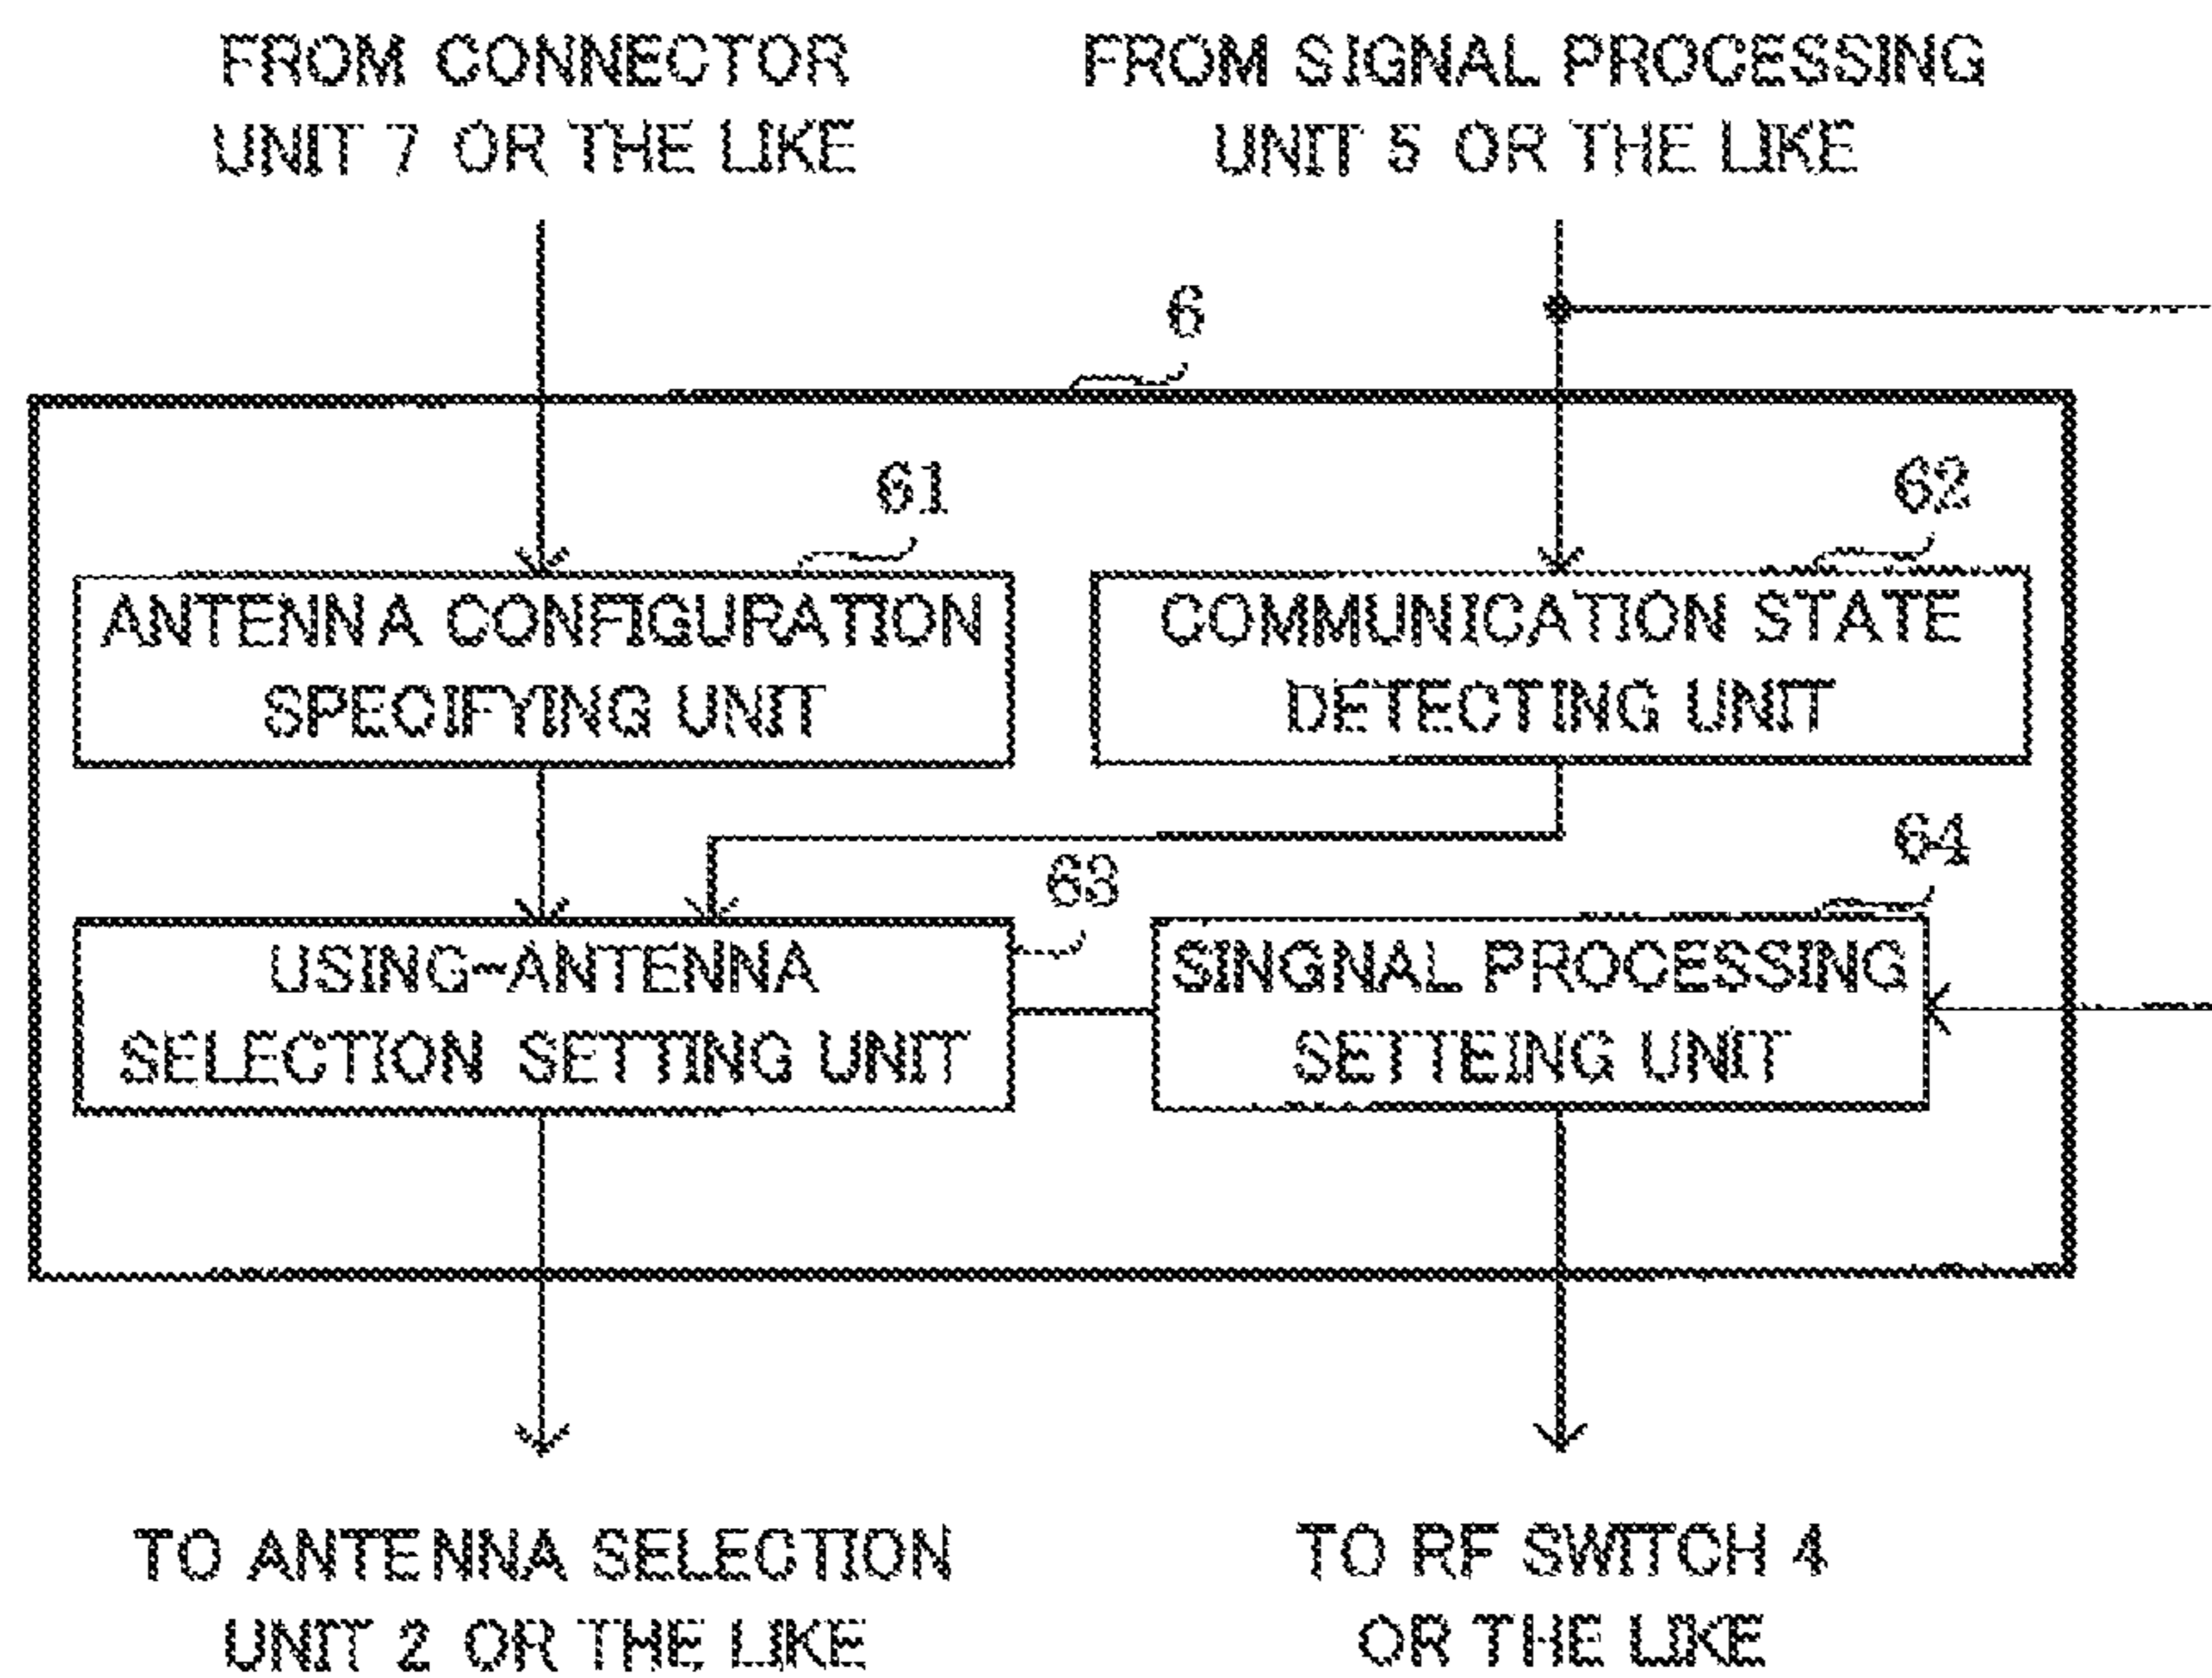 FROM CONNECTOR
UNIT 7 OR THE LIKE
FROM SIGNAL PROCESSING
UNIT 5 OR THE LIKE
6
61
ANTENNA CONFIGURATION
SPECIFYING UNIT
62
COMMUNICATION STATE
DETECTING UNIT
63
USING-ANTENNA
SELECTION SETTING UNIT
64
SINGNAL PROCESSING
SETTEING UNIT
TO ANTENNA SELECTION
UNIT 2 OR THE LIKE
TO RF SWITCH 4
OR THE LIKE